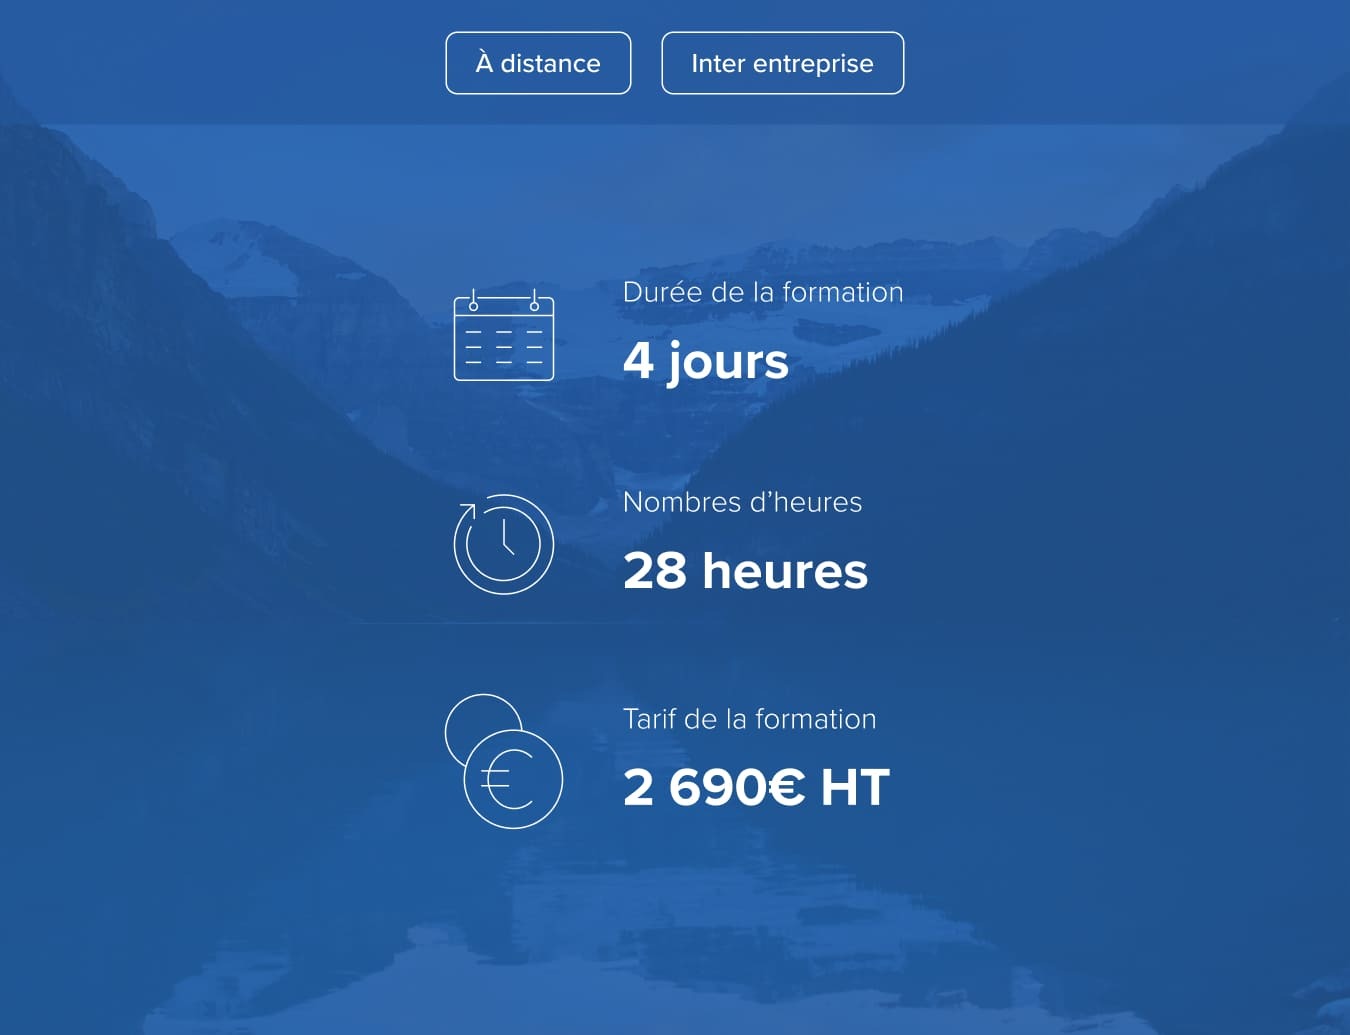 À distance
Inter entreprise
Durée de la formation
4 jours
Nombres d’heures
28 heures
Tarif de la formation
2 690€ HT